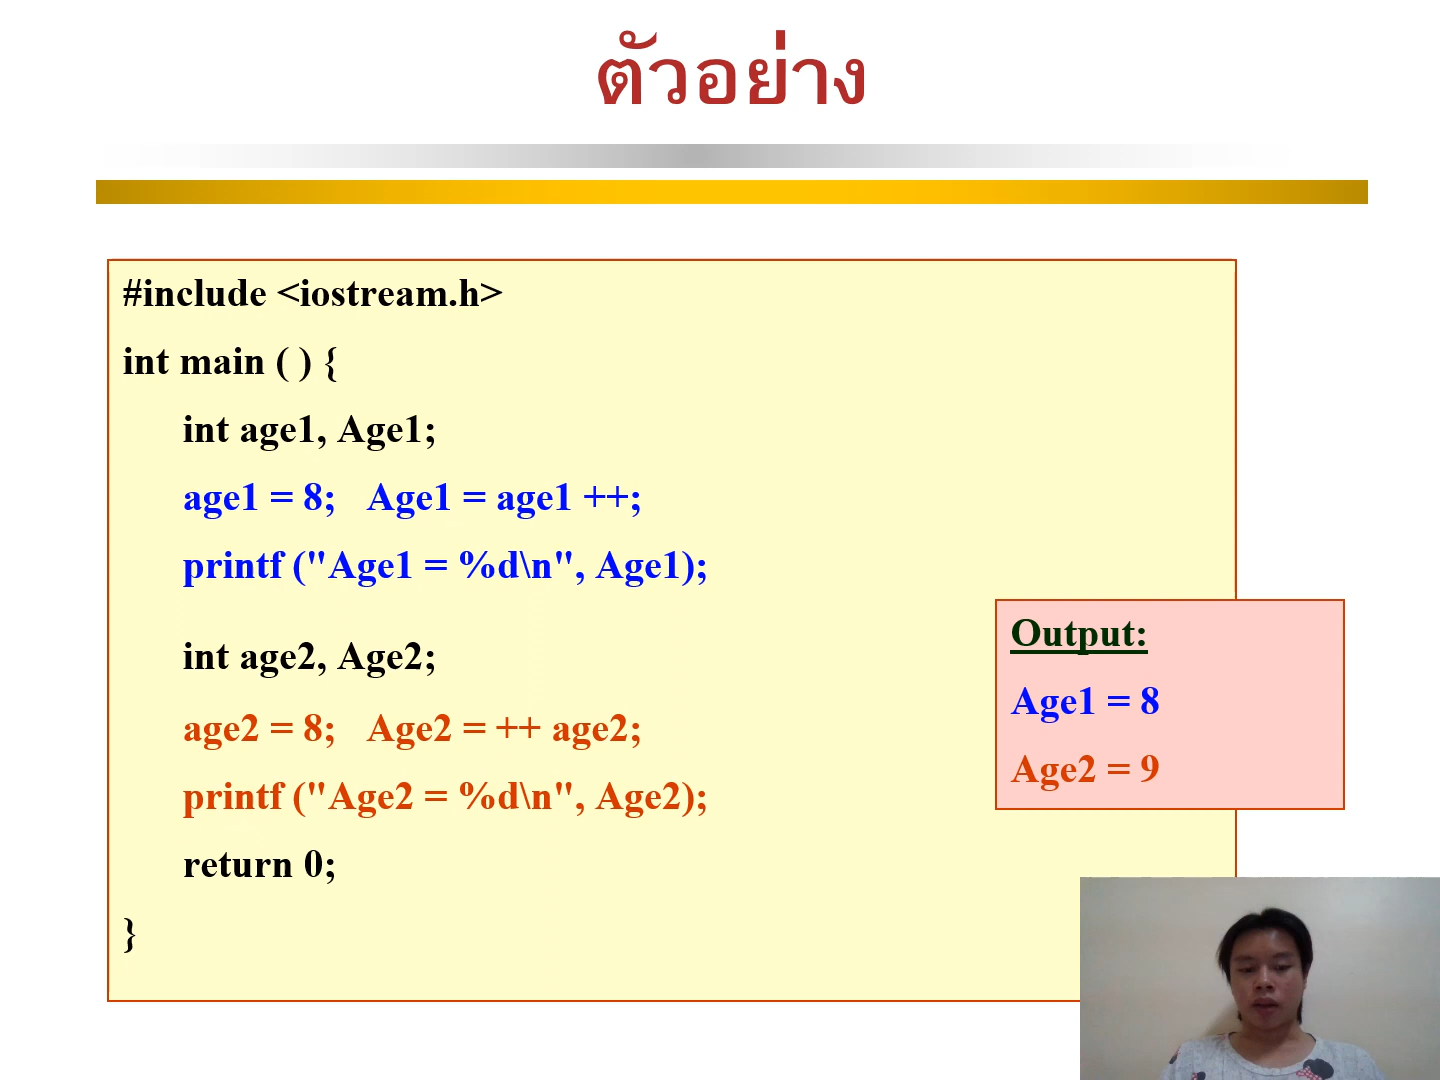 ตัวอย่าง
#include <iostream.h>
int main ( ) {
int age1, Age1;
age1 = 8;   Age1 = age1 ++;
printf ("Age1 = %d\n", Age1);
int age2, Age2;
age2 = 8;   Age2 = ++ age2;
printf ("Age2 = %d\n", Age2);
return 0;
}
Output:
Age1 = 8
Age2 = 9